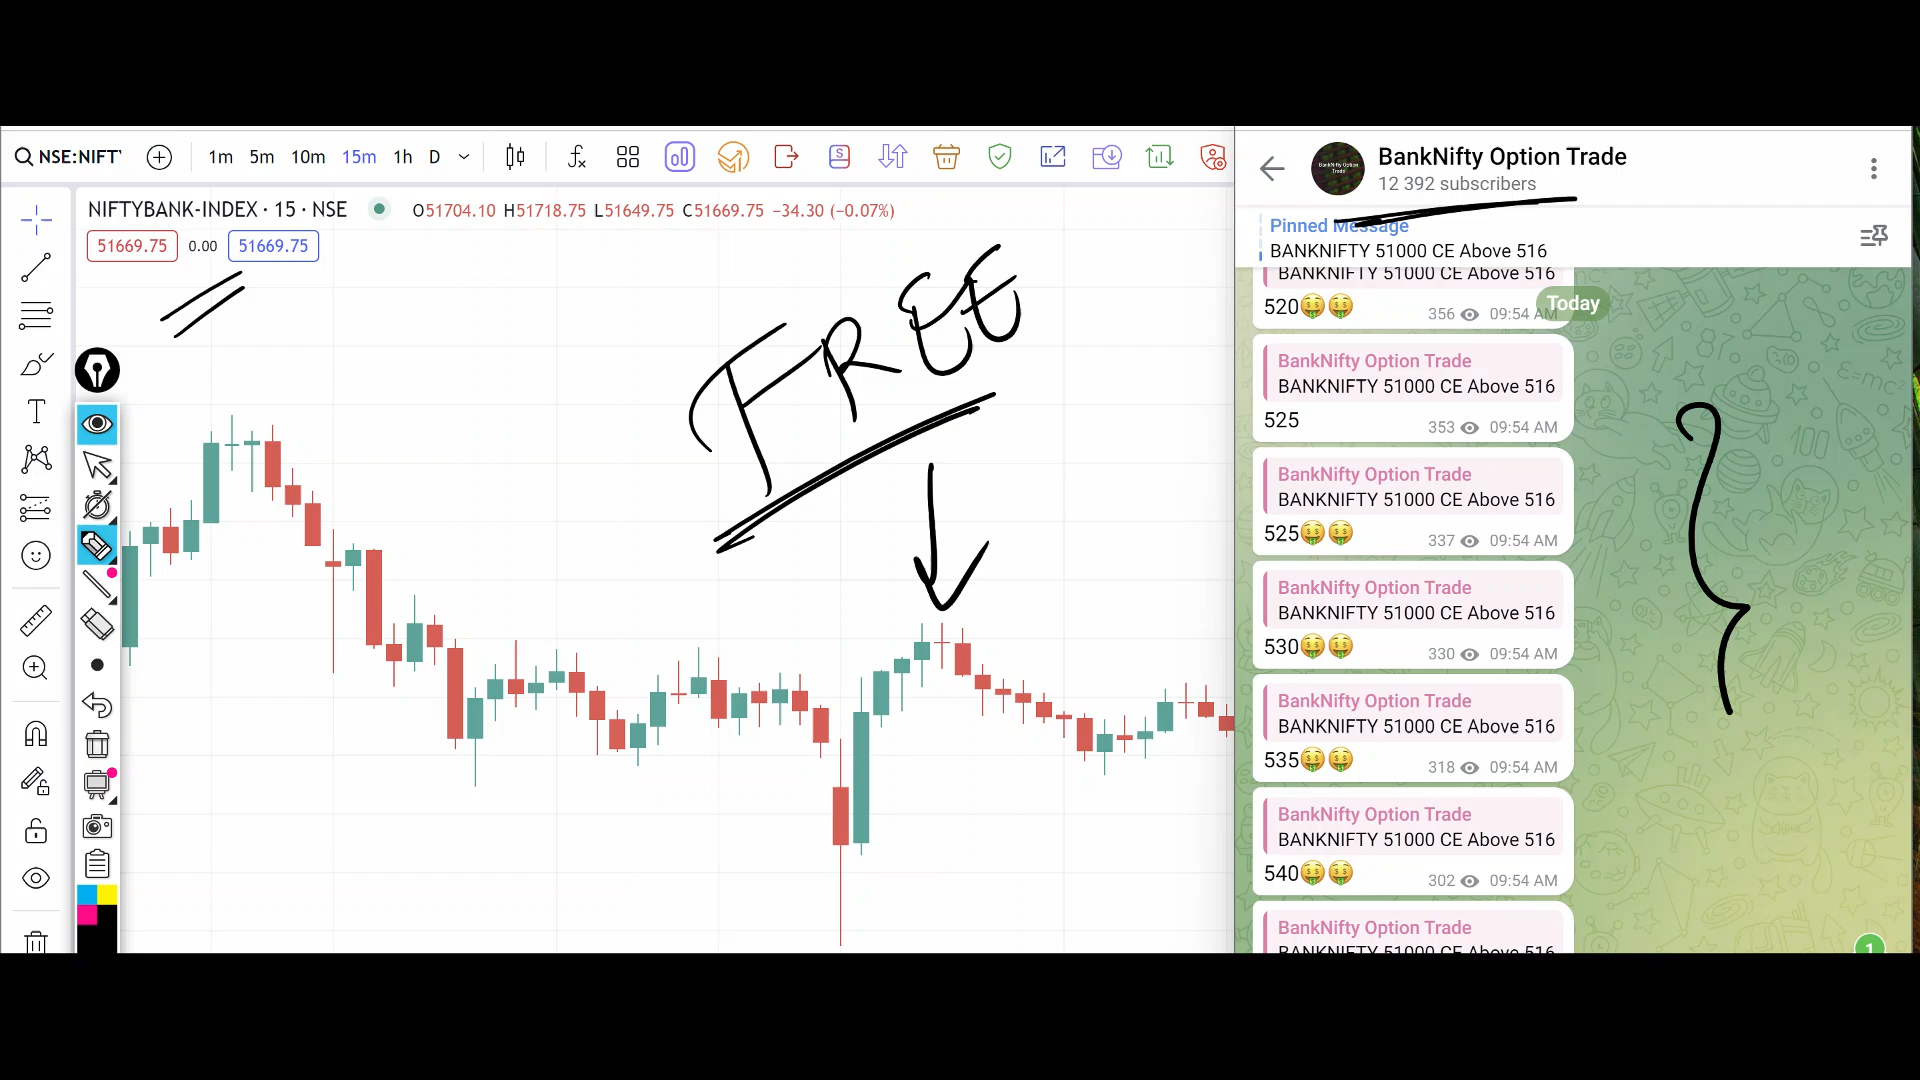 NSE:NIFT
1m 5m 10m 15m 1h D
NIFTYBANK-INDEX · 15 · NSE O51704.10 H51718.75 L51649.75 C51669.75 −34.30 (−0.07%)
51669.75 0.00 51669.75
FREE
BankNifty Option Trade
12 392 subscribers
Pinned Message
BANKNIFTY 51000 CE Above 516
BANKNIFTY 51000 CE Above 516
520🤑🤑 356 09:54 AM
Today
BankNifty Option Trade
BANKNIFTY 51000 CE Above 516
525 353 09:54 AM
BankNifty Option Trade
BANKNIFTY 51000 CE Above 516
525🤑🤑 337 09:54 AM
BankNifty Option Trade
BANKNIFTY 51000 CE Above 516
530🤑🤑 330 09:54 AM
BankNifty Option Trade
BANKNIFTY 51000 CE Above 516
535🤑🤑 318 09:54 AM
BankNifty Option Trade
BANKNIFTY 51000 CE Above 516
540🤑🤑 302 09:54 AM
BankNifty Option Trade
BANKNIFTY 51000 CE Above 516
1